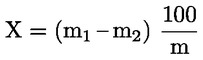 X = (m₁ – m₂) 100/m